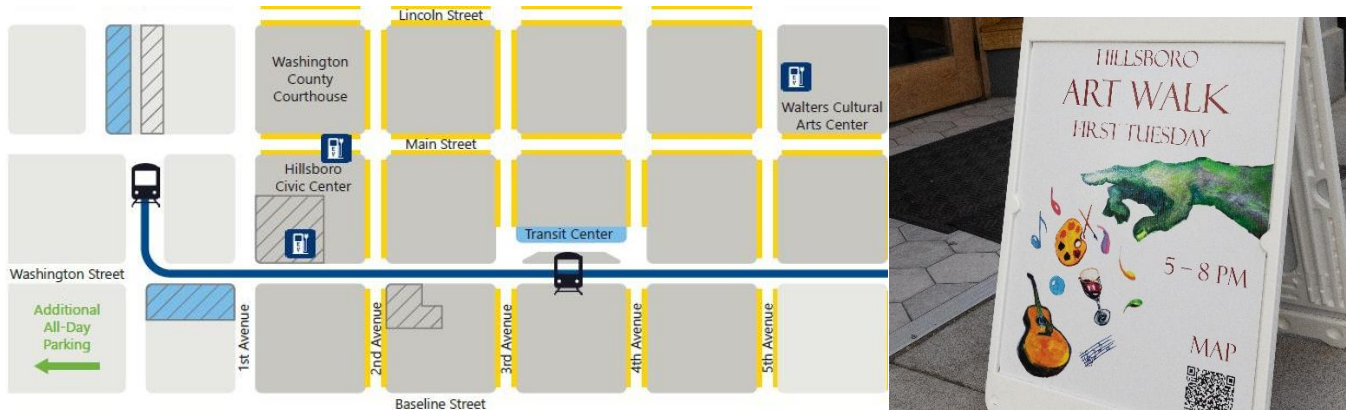 Lincoln Street
Washington
County
Courthouse
Walters Cultural
Arts Center
Main Street
Hillsboro
Civic Center
Transit Center
Washington Street
Additional
All-Day
Parking
1st Avenue
2nd Avenue
3rd Avenue
4th Avenue
5th Avenue
Baseline Street
HILLSBORO
ART WALK
FIRST TUESDAY
5 – 8 PM
MAP